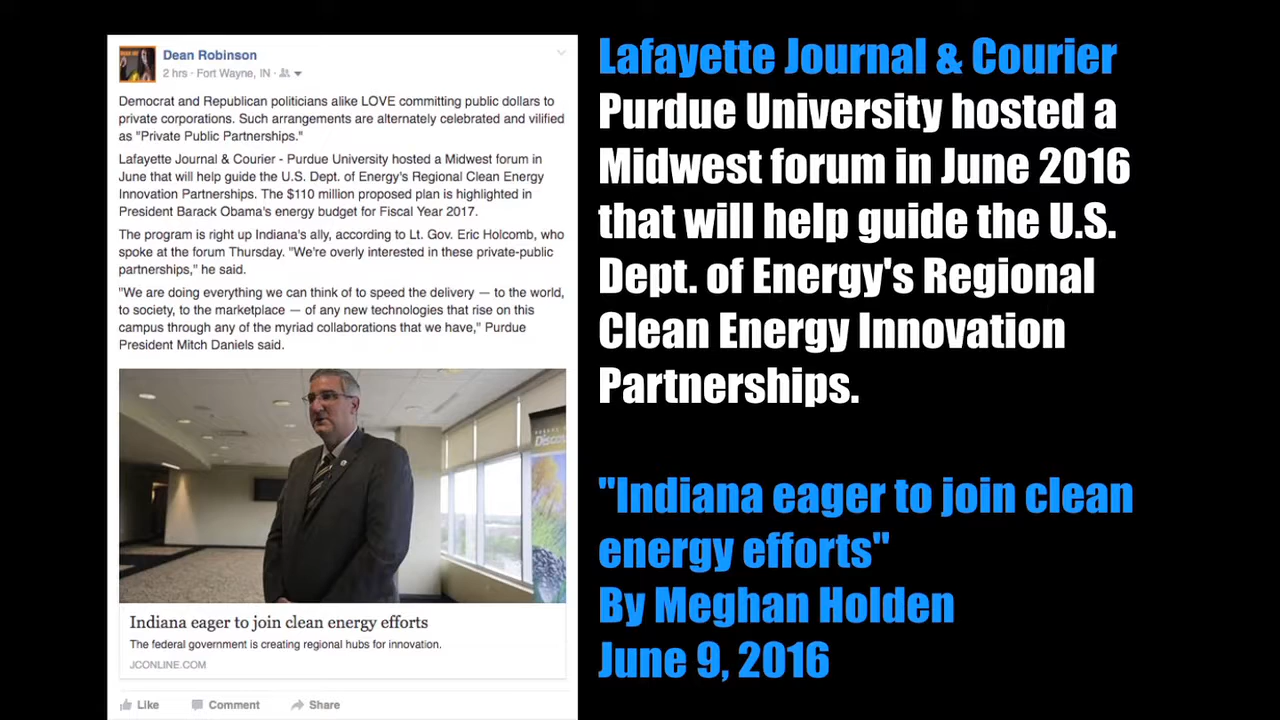 Dean Robinson
2 hrs · Fort Wayne, IN ·
Democrat and Republican politicians alike LOVE committing public dollars to
private corporations. Such arrangements are alternately celebrated and vilified
as "Private Public Partnerships."
Lafayette Journal & Courier - Purdue University hosted a Midwest forum in
June that will help guide the U.S. Dept. of Energy's Regional Clean Energy
Innovation Partnerships. The $110 million proposed plan is highlighted in
President Barack Obama's energy budget for Fiscal Year 2017.
The program is right up Indiana's ally, according to Lt. Gov. Eric Holcomb, who
spoke at the forum Thursday. "We're overly interested in these private-public
partnerships," he said.
"We are doing everything we can think of to speed the delivery — to the world,
to society, to the marketplace — of any new technologies that rise on this
campus through any of the myriad collaborations that we have," Purdue
President Mitch Daniels said.
Indiana eager to join clean energy efforts
The federal government is creating regional hubs for innovation.
JCONLINE.COM
Like Comment Share
Lafayette Journal & Courier
Purdue University hosted a
Midwest forum in June 2016
that will help guide the U.S.
Dept. of Energy's Regional
Clean Energy Innovation
Partnerships.
"Indiana eager to join clean
energy efforts"
By Meghan Holden
June 9, 2016